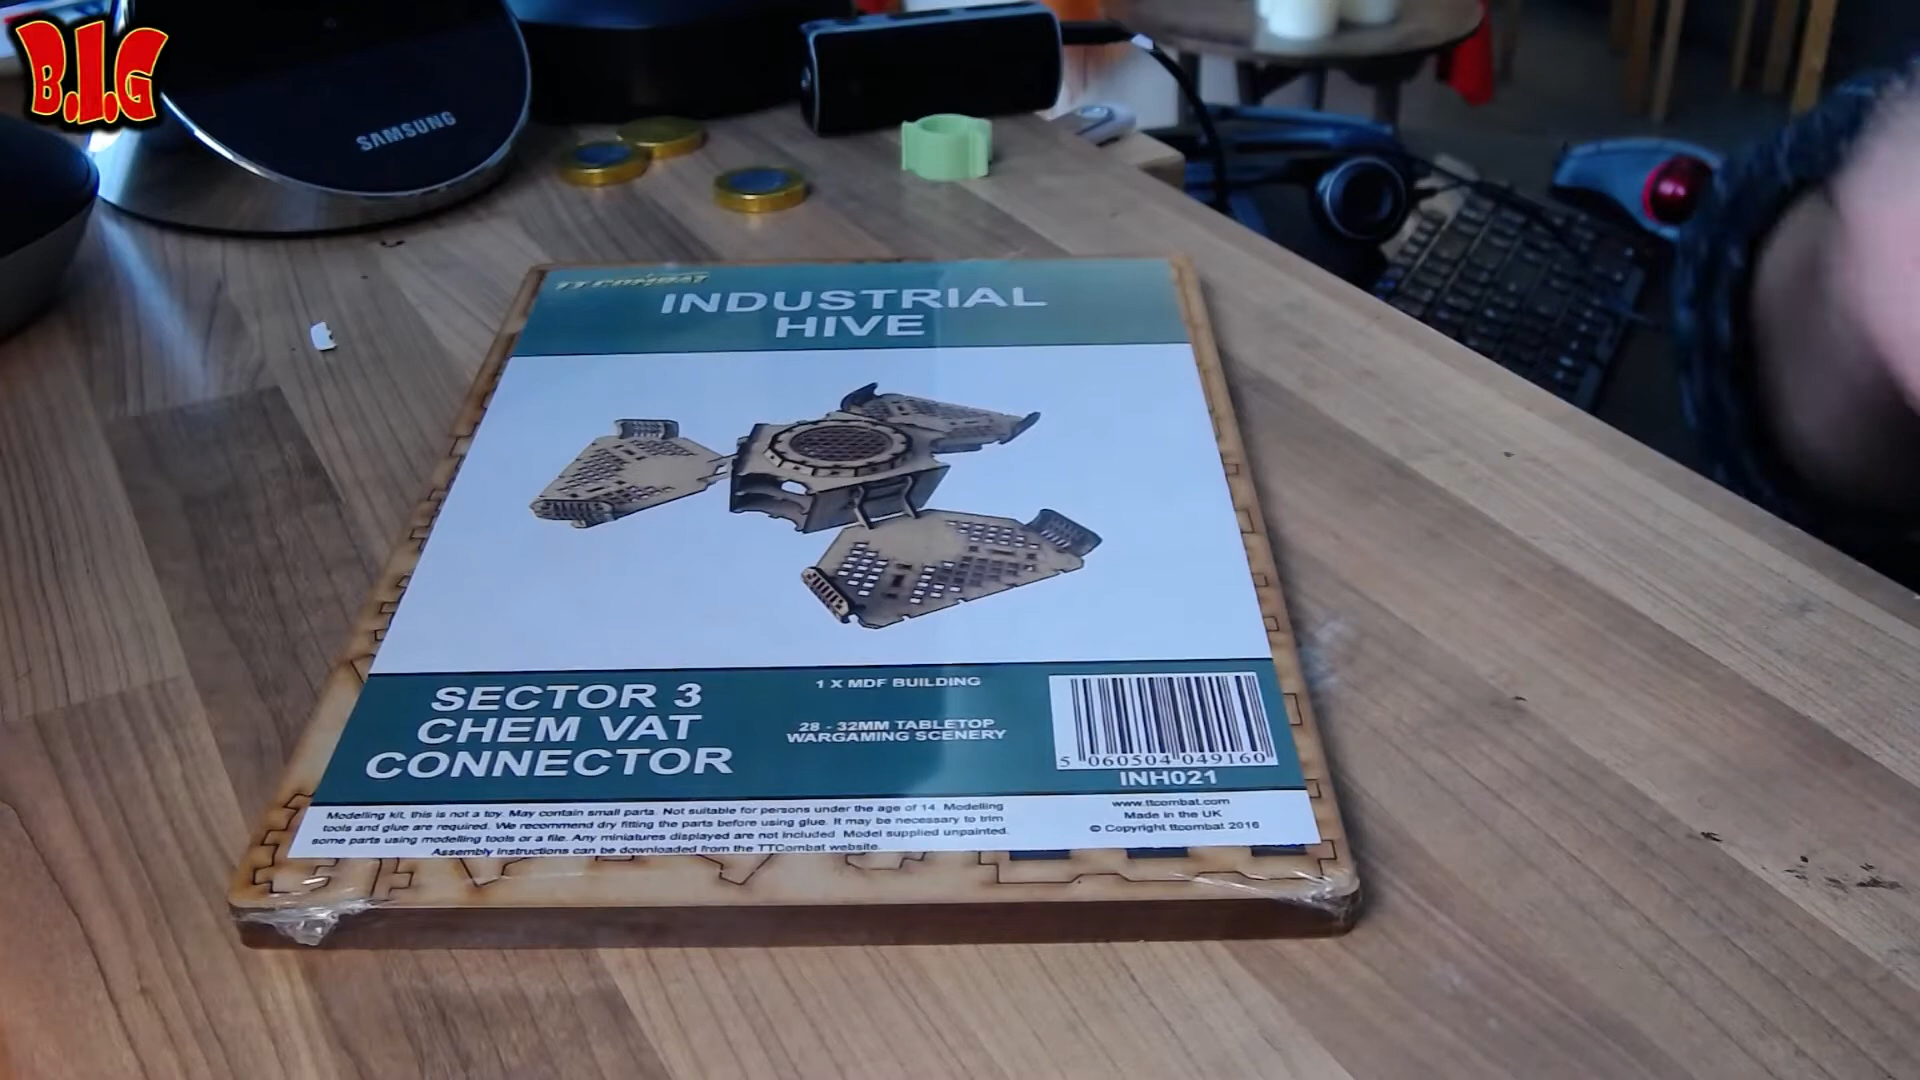 B.I.G
SAMSUNG
TT COMBAT
INDUSTRIAL
HIVE
SECTOR 3
CHEM VAT
CONNECTOR
1 X MDF BUILDING
28 - 32MM TABLETOP
WARGAMING SCENERY
5 060504 049160
INH021
Modelling kit, this is not a toy. May contain small parts. Not suitable for persons under the age of 14. Modelling
tools and glue are required. We recommend dry fitting the parts before using glue. It may be necessary to trim
some parts using modelling tools or a file. Any miniatures displayed are not included. Model supplied unpainted.
Assembly instructions can be downloaded from the TTCombat website.
www.ttcombat.com
Made in the UK
© Copyright ttcombat 2016